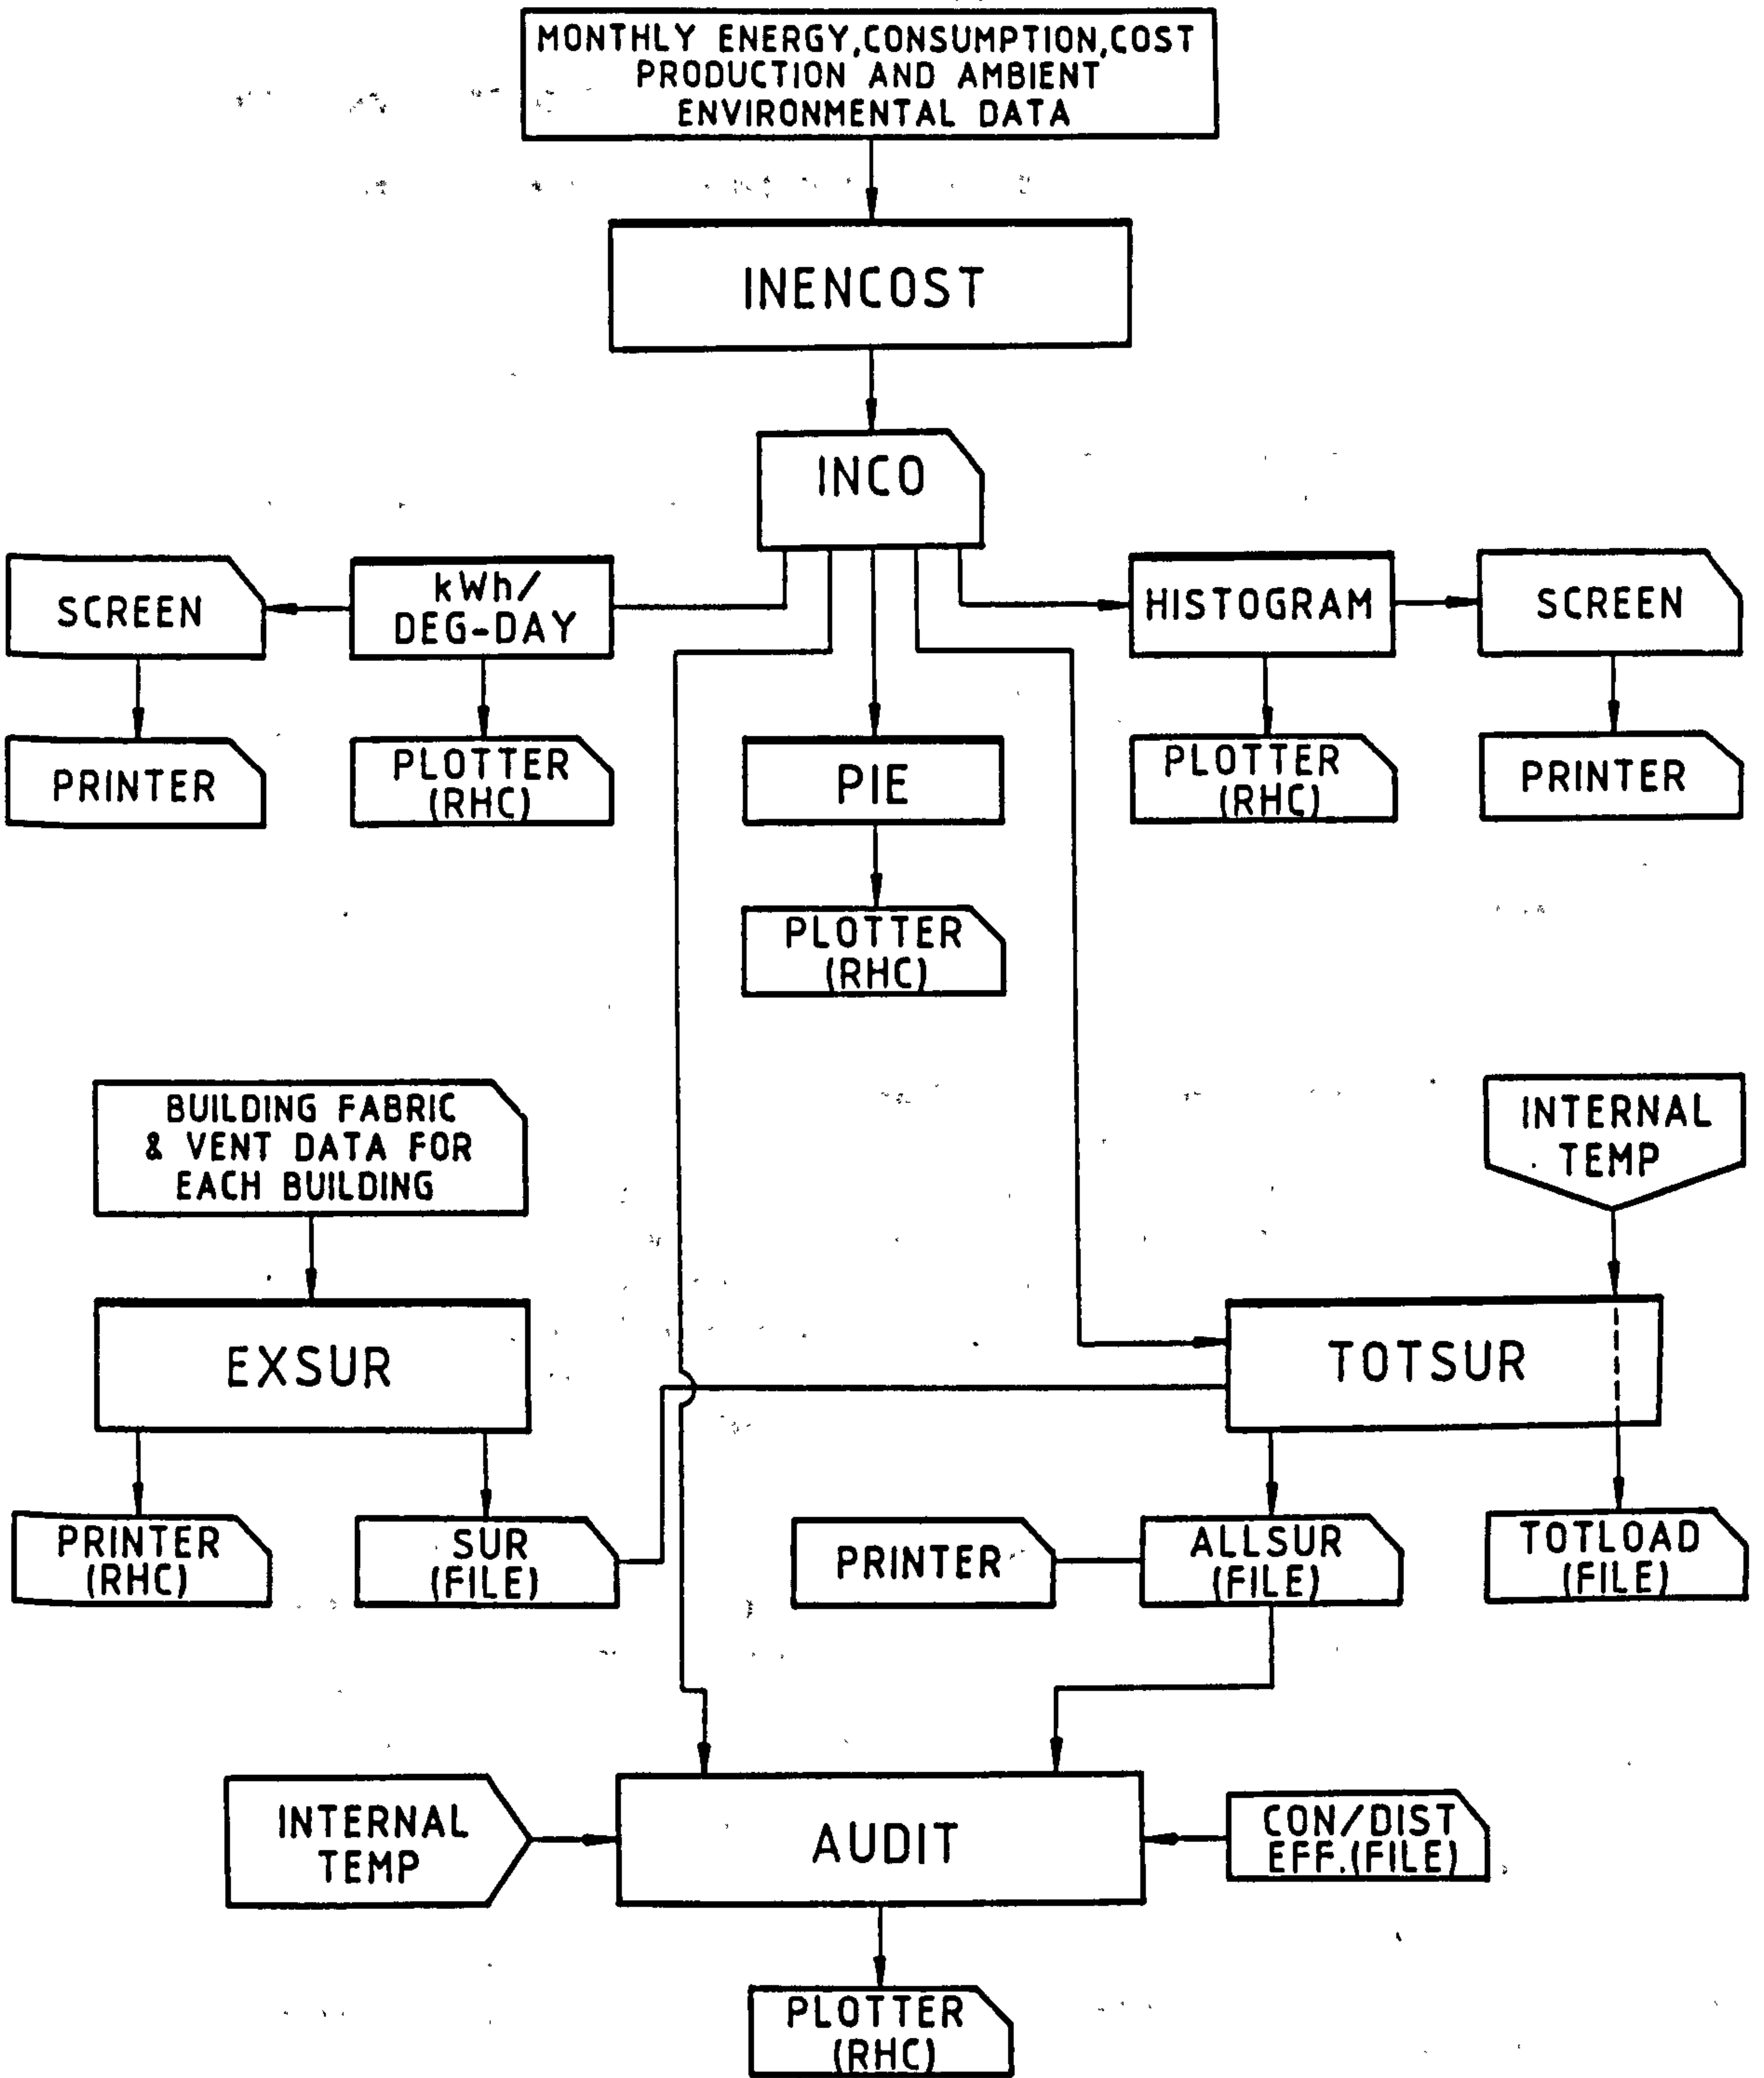 MONTHLY ENERGY,CONSUMPTION,COST
PRODUCTION AND AMBIENT
ENVIRONMENTAL DATA
INENCOST
INCO
SCREEN
kWh/
DEG-DAY
HISTOGRAM
SCREEN
PRINTER
PLOTTER
(RHC)
PIE
PLOTTER
(RHC)
PRINTER
PLOTTER
(RHC)
BUILDING FABRIC
& VENT DATA FOR
EACH BUILDING
INTERNAL
TEMP
EXSUR
TOTSUR
PRINTER
(RHC)
SUR
(FILE)
PRINTER
ALLSUR
(FILE)
TOTLOAD
(FILE)
INTERNAL
TEMP
AUDIT
CON/DIST
EFF.(FILE)
PLOTTER
(RHC)